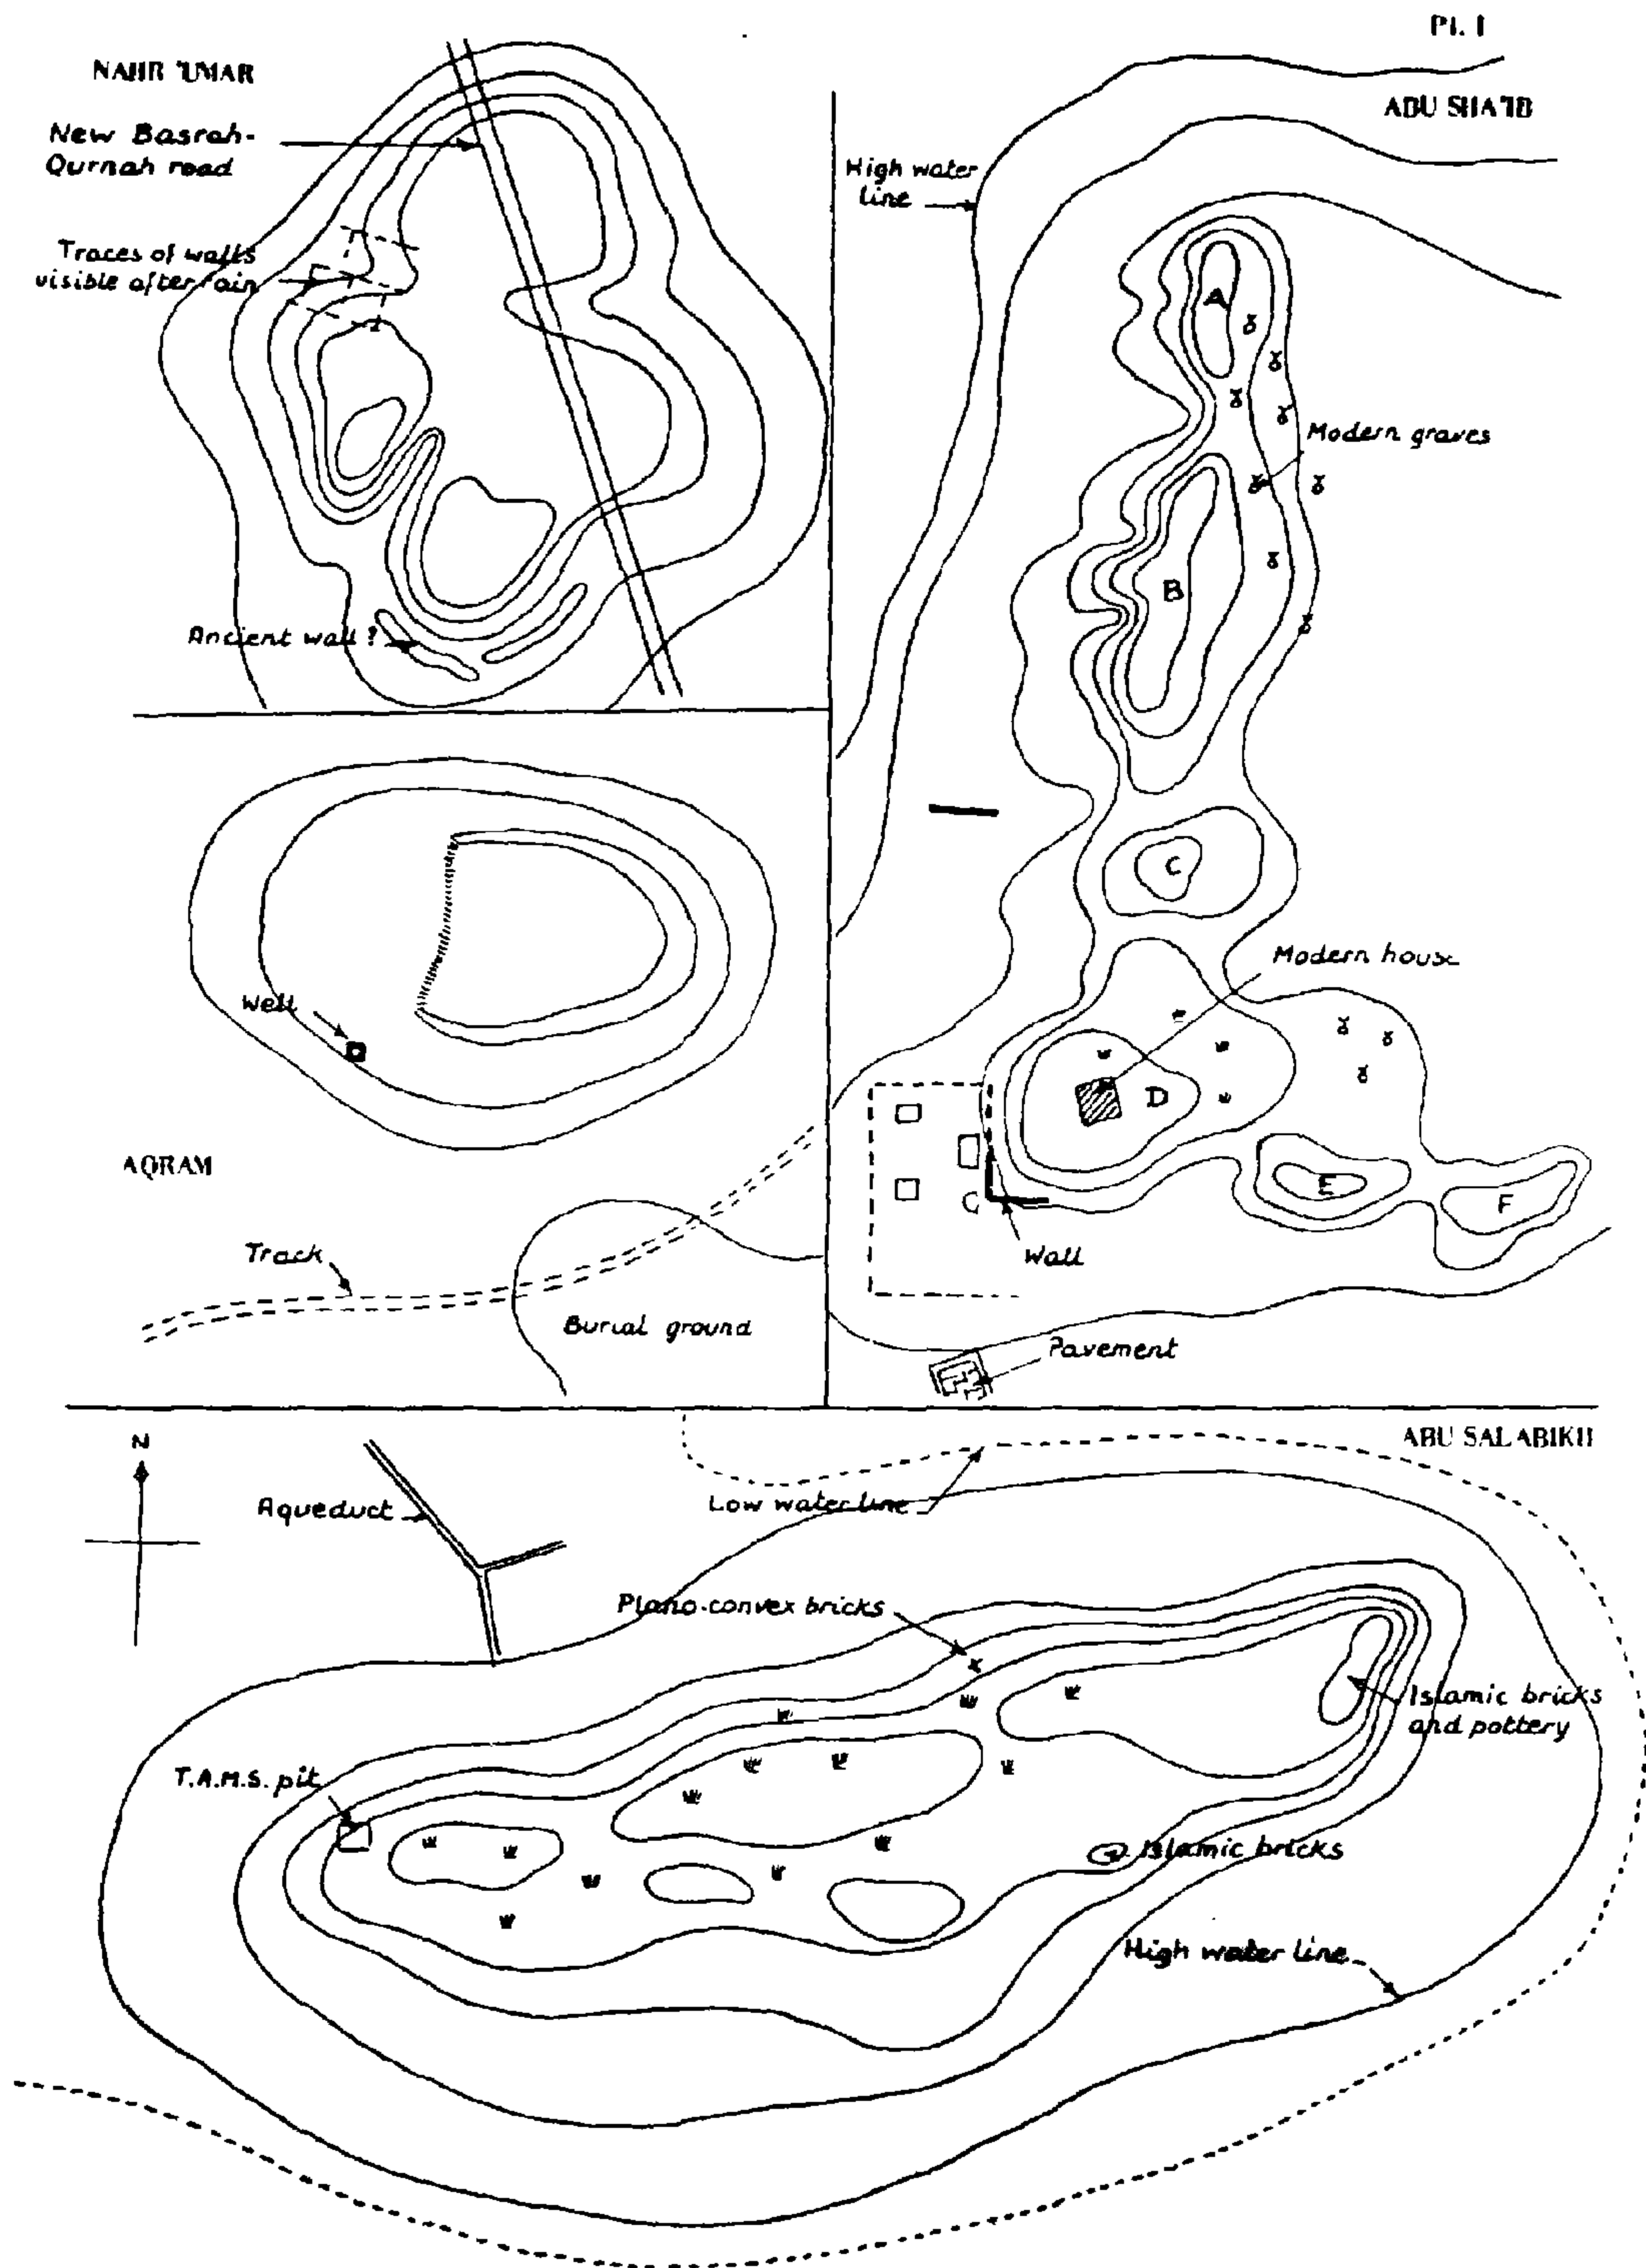 Pl. I
NAHR 'UMAR
New Basrah-
Qurnah road
Traces of walls
visible after rain
Ancient wall?
ABU SHA'IB
High water
line
A
Modern graves
B
C
Modern house
D
E
F
Wall
Pavement
Well
AQRAM
Track
Burial ground
ABU SALABIKH
N
Aqueduct
Low water line
Plano-convex bricks
Islamic bricks
and pottery
T.A.M.S. pit
Islamic bricks
High water line